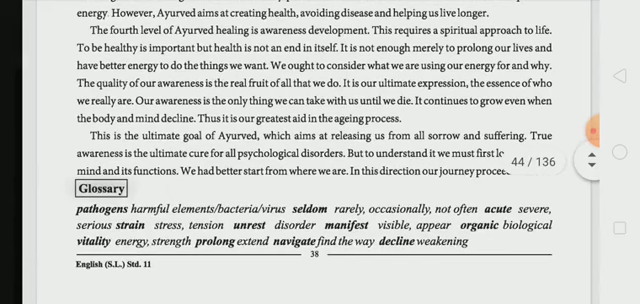 energy. However, Ayurved aims at creating health, avoiding disease and helping us live longer.
The fourth level of Ayurved healing is awareness development. This requires a spiritual approach to life.
To be healthy is important but health is not an end in itself. It is not enough merely to prolong our lives and
have better energy to do the things we want. We ought to consider what we are using our energy for and why.
The quality of our awareness is the real fruit of all that we do. It is our ultimate expression, the essence of who
we really are. Our awareness is the only thing we can take with us until we die. It continues to grow even when
the body and mind decline. Thus it is our greatest aid in the ageing process.
This is the ultimate goal of Ayurved, which aims at releasing us from all sorrow and suffering. True
awareness is the ultimate cure for all psychological disorders. But to understand it we must first
44 / 136
mind and its functions. We had better start from where we are. In this direction our journey
Glossary
pathogens harmful elements/bacteria/virus seldom rarely, occasionally, not often acute severe,
serious strain stress, tension unrest disorder manifest visible, appear organic biological
vitality energy, strength prolong extend navigate find the way decline weakening
38
English (S.L.) Std. 11